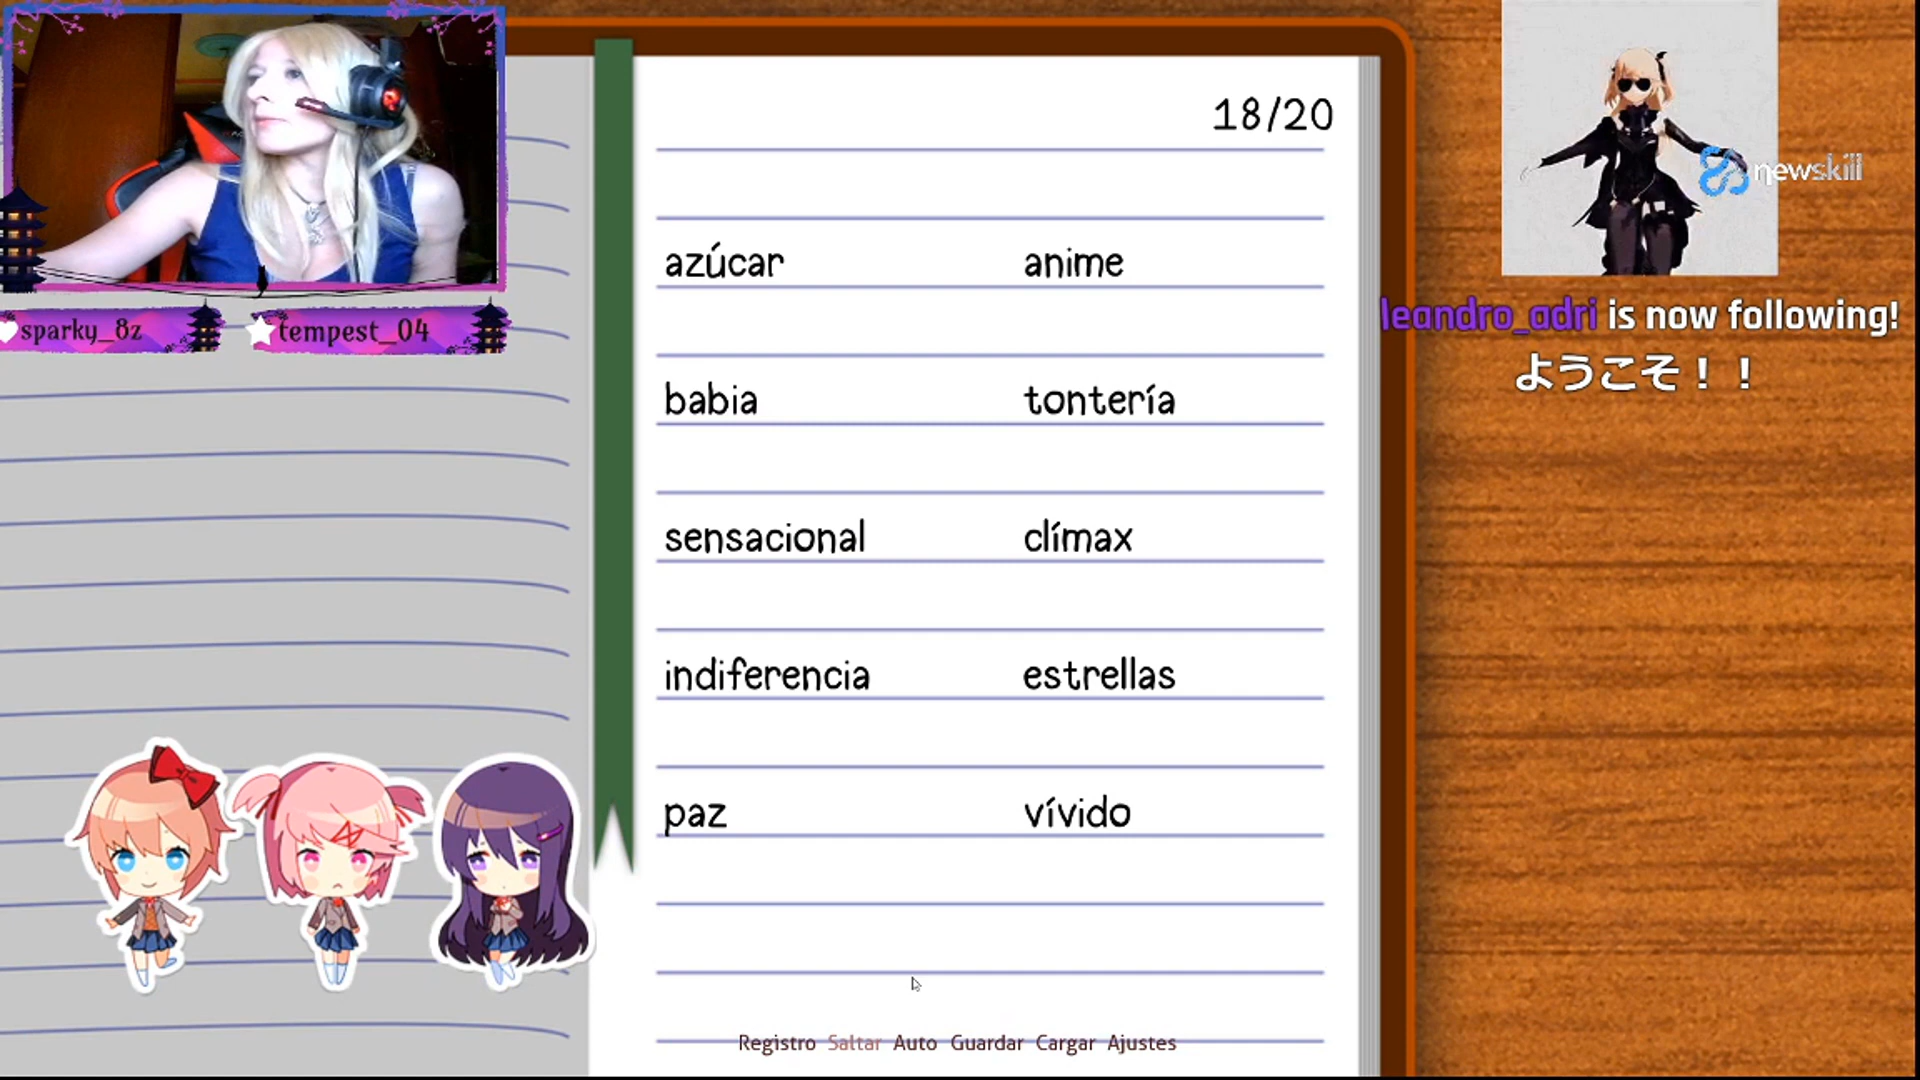 18/20
azúcar anime
babia tontería
sensacional clímax
indiferencia estrellas
paz vívido
Registro Saltar Auto Guardar Cargar Ajustes
sparky_8z tempest_04
newskill
leandro_adri is now following!
ようこそ！！